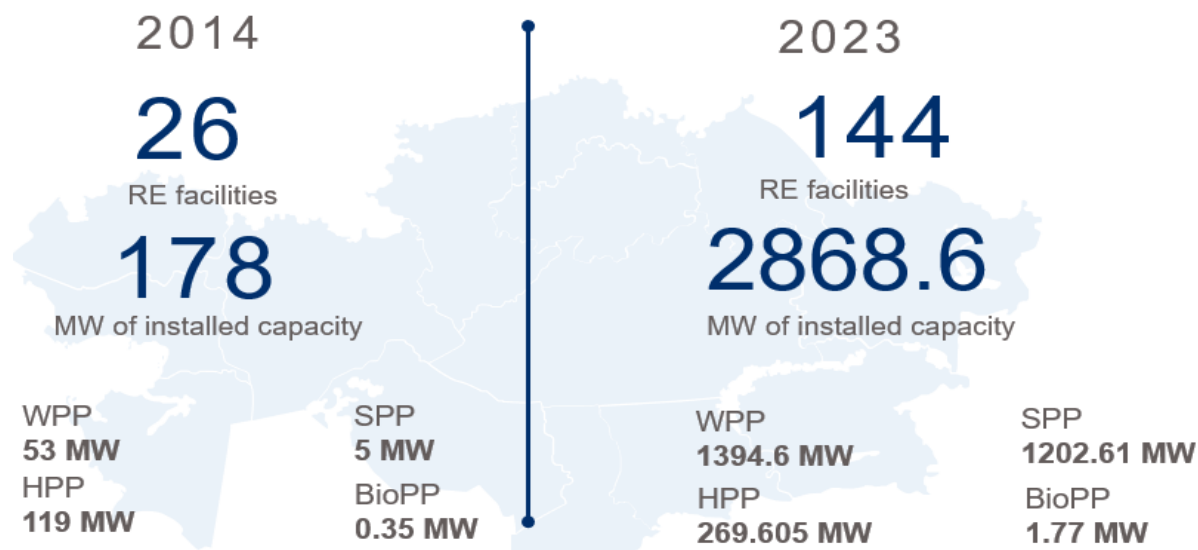 2014
26
RE facilities
178
MW of installed capacity
WPP
53 MW
SPP
5 MW
HPP
119 MW
BioPP
0.35 MW
2023
144
RE facilities
2868.6
MW of installed capacity
WPP
1394.6 MW
SPP
1202.61 MW
HPP
269.605 MW
BioPP
1.77 MW